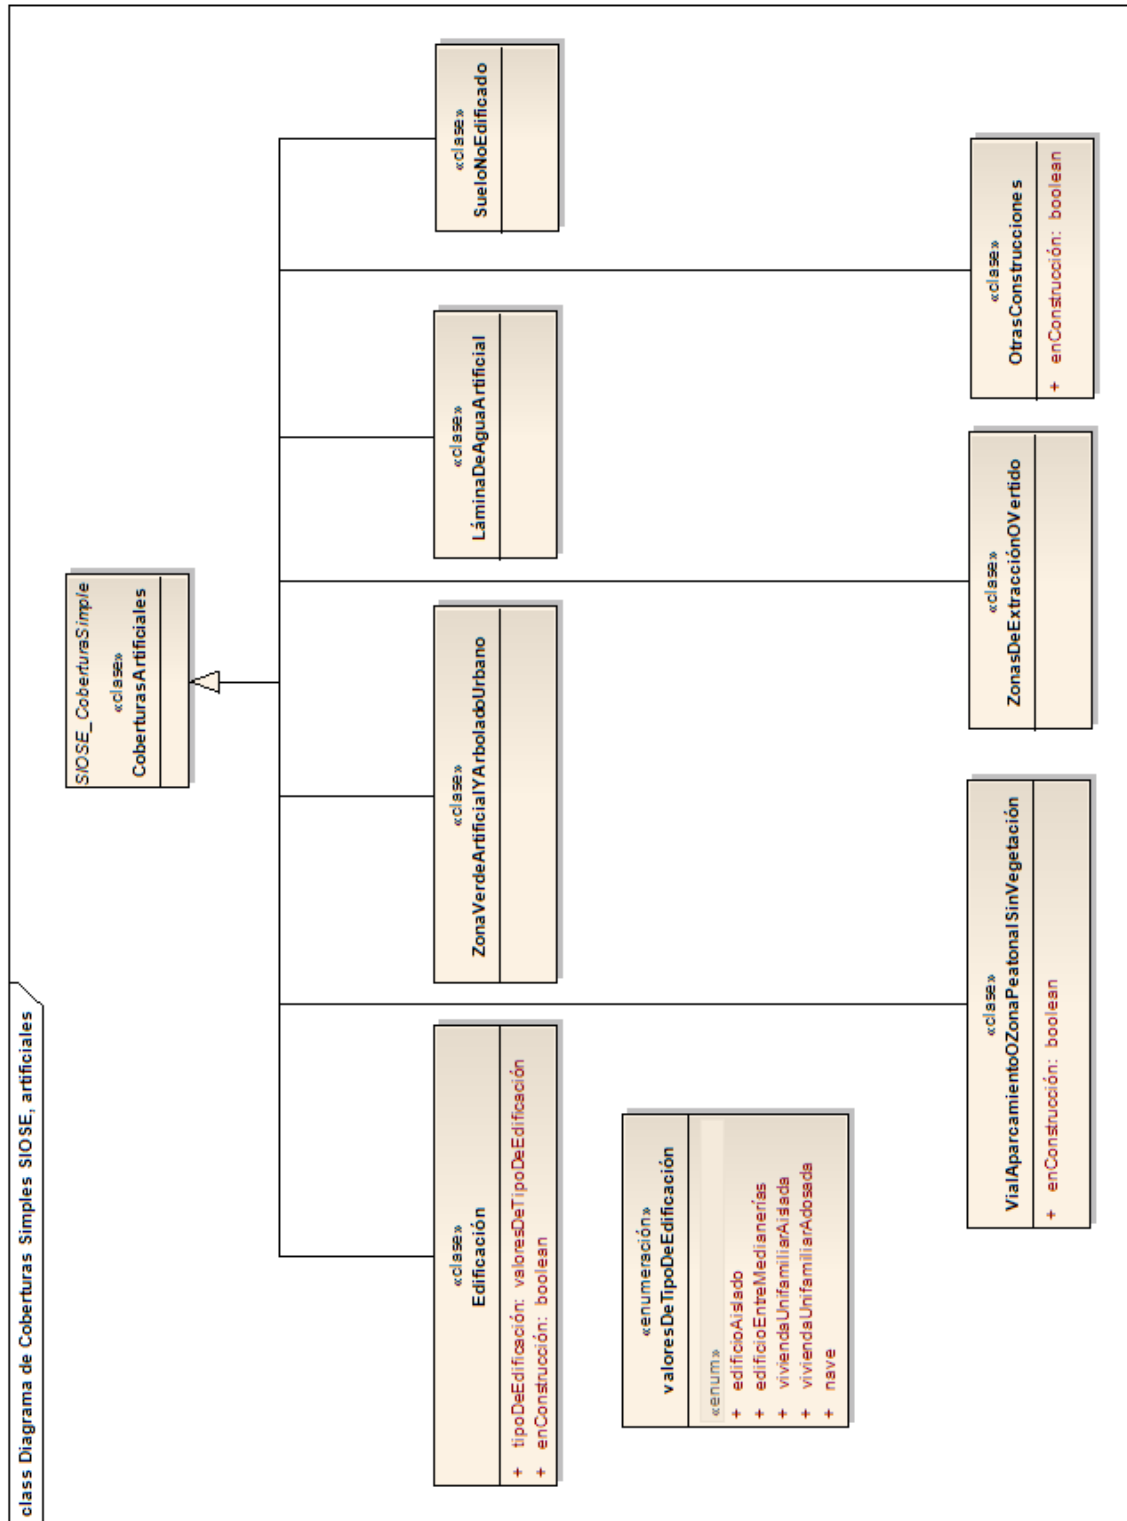 class Diagrama de Coberturas Simples SIOSE, artificiales
SIOSE_CoberturaSimple
«clase»
CoberturasArtificiales
«clase»
Edificación
+ tipoDeEdificación: valoresDeTipoDeEdificación
+ enConstrucción: boolean
«clase»
ZonaVerdeArtificialYArboladoUrbano
«clase»
LáminaDeAguaArtificial
«clase»
SueloNoEdificado
«enumeración»
valoresDeTipoDeEdificación
«enum»
+ edificioAislado
+ edificioEntreMedianerías
+ viviendaUnifamiliarAislada
+ viviendaUnifamiliarAdosada
+ nave
«clase»
VialAparcamientoOZonaPeatonalSinVegetación
+ enConstrucción: boolean
«clase»
ZonasDeExtracciónOVertido
«clase»
OtrasConstrucciones
+ enConstrucción: boolean